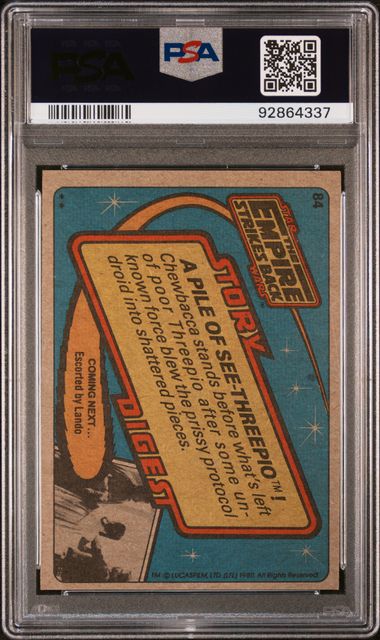 PSA
PSA
92864337
84
STAR
THE
EMPIRE
STRIKES BACK
WARS
STORY
DIGEST
A PILE OF SEE-THREEPIO™!
Chewbacca stands before what's left
of poor Threepio after some un-
known force blew the prissy protocol
droid into shattered pieces.
COMING NEXT...
Escorted by Lando
TM: © LUCASFILM, LTD. (LFL) 1980. All Rights Reserved.
**